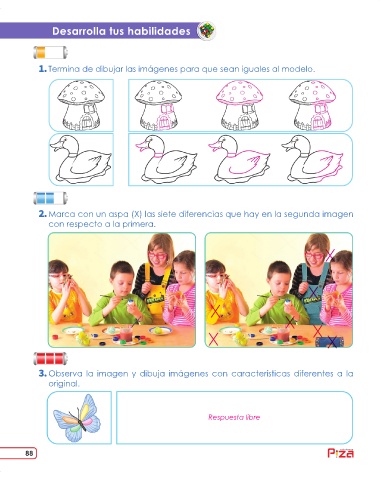 Desarrolla tus habilidades
1. Termina de dibujar las imágenes para que sean iguales al modelo.
2. Marca con un aspa (X) las siete diferencias que hay en la segunda imagen
con respecto a la primera.
3. Observa la imagen y dibuja imágenes con características diferentes a la
original.
Respuesta libre
88
Piza